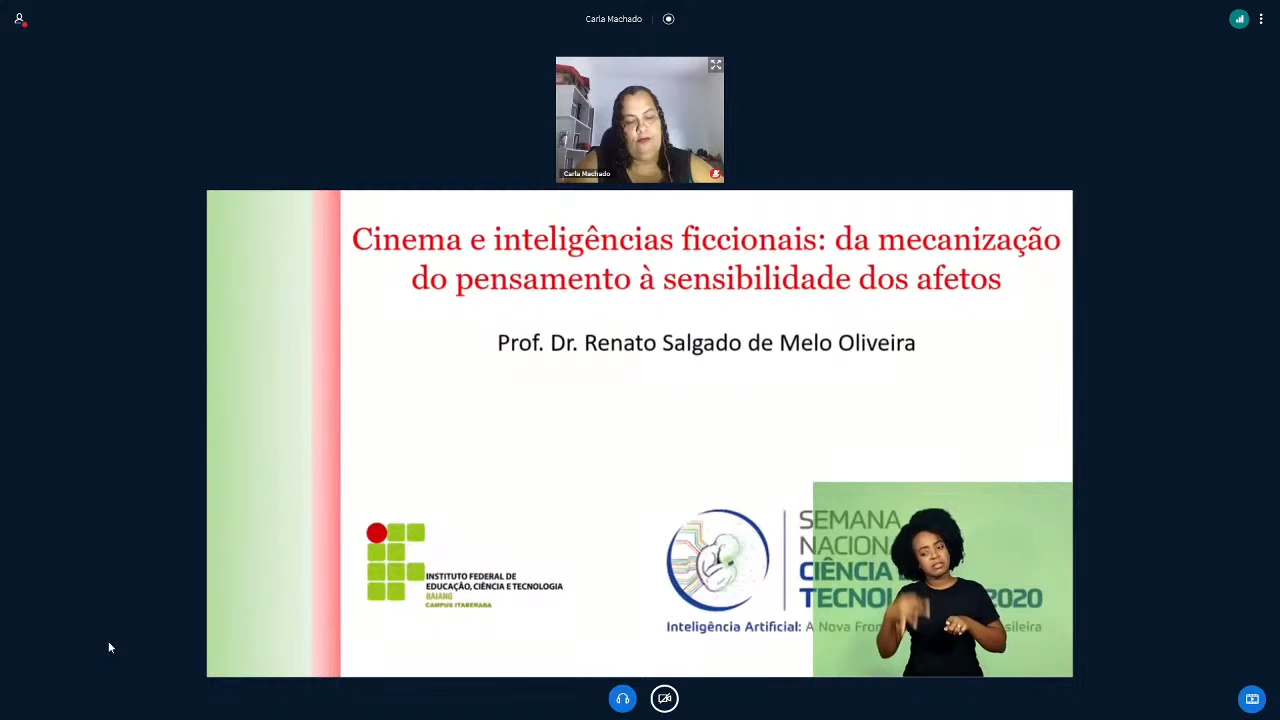 Carla Machado
Carla Machado
Cinema e inteligências ficcionais: da mecanização
do pensamento à sensibilidade dos afetos
Prof. Dr. Renato Salgado de Melo Oliveira
INSTITUTO FEDERAL DE
EDUCAÇÃO, CIÊNCIA E TECNOLOGIA
BAIANO
CAMPUS ITABERABA
SEMANA
NACION
CIÊNCIA E
TECNOL 2020
Inteligência Artificial: A Nova Fron sileira